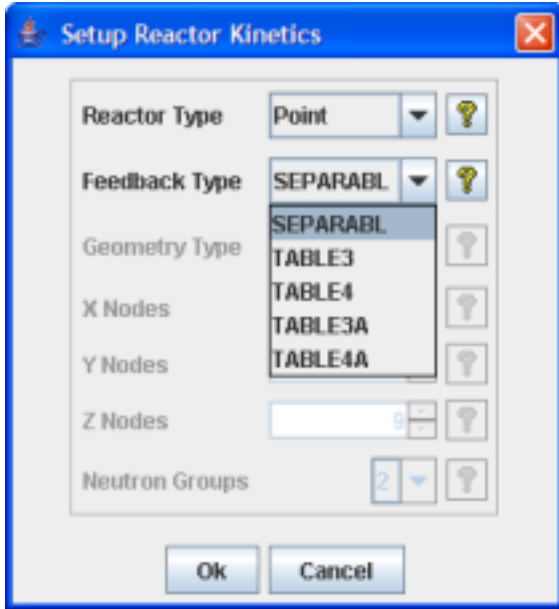 Setup Reactor Kinetics
Reactor Type Point
Feedback Type SEPARABL
SEPARABL
Geometry Type
TABLE3
TABLE4
X Nodes
TABLE3A
Y Nodes
TABLE4A
Z Nodes 9
Neutron Groups 2
Ok Cancel